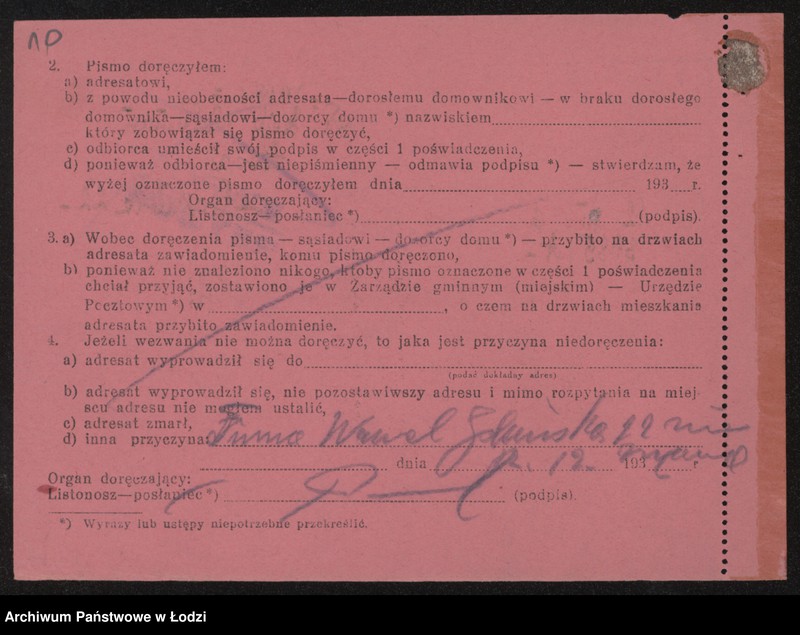 10
2. Pismo doręczyłem:
a) adresatowi,
b) z powodu nieobecności adresata—dorosłemu domownikowi — w braku dorosłego
domownika—sąsiadowi—dozorcy domu *) nazwiskiem
który zobowiązał się pismo doręczyć,
c) odbiorca umieścił swój podpis w części 1 poświadczenia,
d) ponieważ odbiorca—jest niepiśmienny — odmawia podpisu *) — stwierdzam, że
wyżej oznaczone pismo doręczyłem dnia 193 r.
Organ doręczający:
Listonosz—posłaniec *) (podpis).
3. a) Wobec doręczenia pisma — sąsiadowi — dozorcy domu *) — przybito na drzwiach
adresata zawiadomienie, komu pismo doręczono,
b) ponieważ nie znaleziono nikogo, ktoby pismo oznaczone w części 1 poświadczenia
chciał przyjąć, zostawiono je w Zarządzie gminnym (miejskim) — Urzędzie
Pocztowym *) w , o czem na drzwiach mieszkania
adresata przybito zawiadomienie.
4. Jeżeli wezwania nie można doręczyć, to jaka jest przyczyna niedoręczenia:
a) adresat wyprowadził się do
(podać dokładny adres)
b) adresat wyprowadził się, nie pozostawiwszy adresu i mimo rozpytania na miej-
scu adresu nie mogłem ustalić,
c) adresat zmarł,
d) inna przyczyna: Firma Wawel Gdańska 22 nie
dnia 12. 193 r
Organ doręczający:
Listonosz—posłaniec *) (podpis).
*) Wyrazy lub ustępy niepotrzebne przekreślić.
Archiwum Państwowe w Łodzi